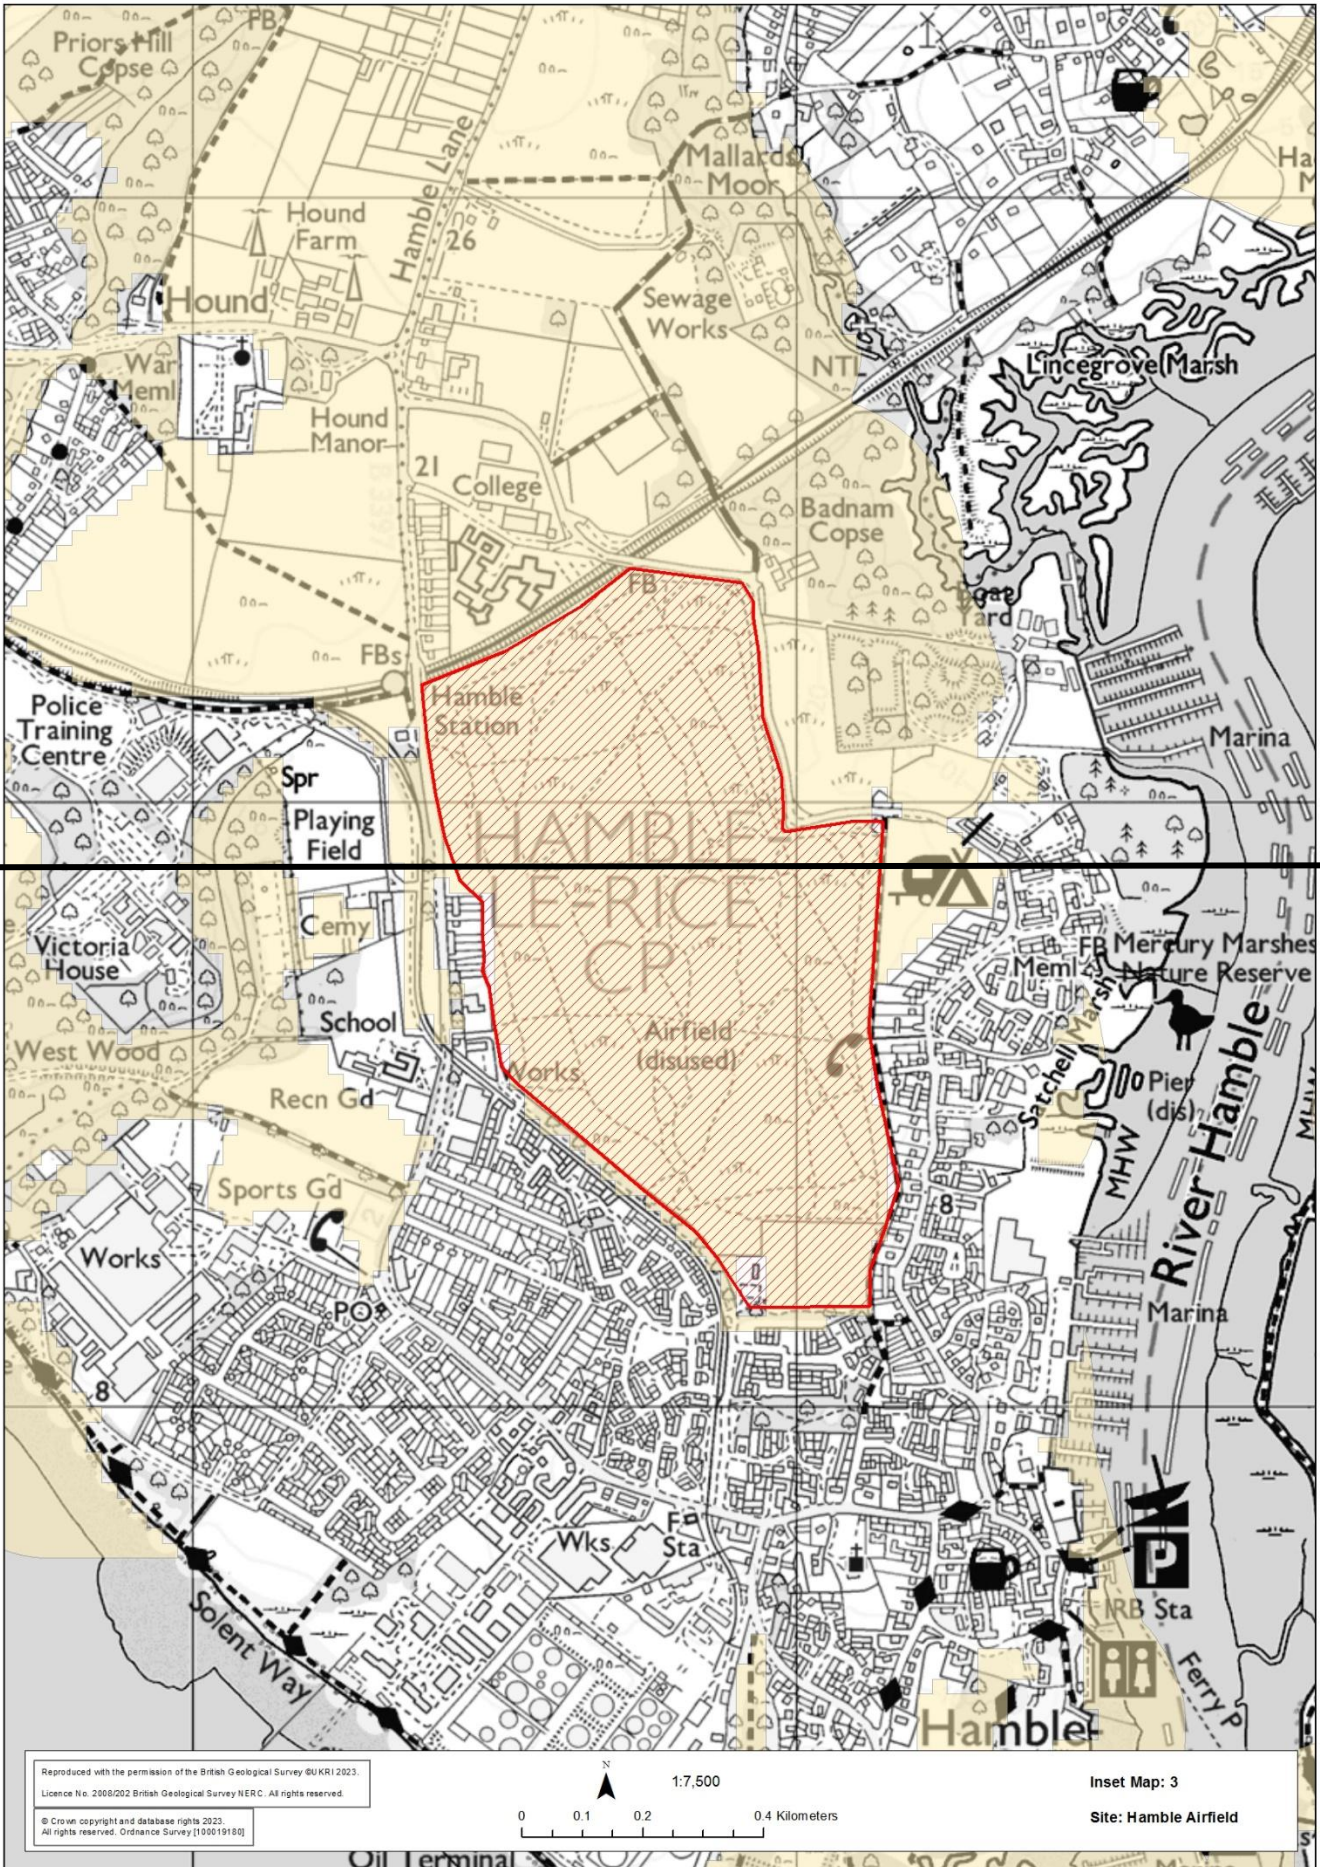 FB
Priors Hill
Copse
Hamble Lane
Mallards
Moor
Hound
Farm
26
Hound
Sewage
Works
War
Meml
NTL
Lincegrove Marsh
Hound
Manor
21
College
B 3397
Badnam
Copse
FB
Boat
Yard
FBs
Hamble
Station
Police
Training
Centre
Marina
Spr
Playing
Field
HAMBLE-
LE-RICE
CP
Cemy
Victoria
House
FB
Mercury Marshes
Nature Reserve
Meml
School
Airfield
(disused)
West Wood
Works
Satchell Marsh
Pier
(dis)
Recn Gd
MHW
River Hamble
MHW
Sports Gd
8
Works
PO
Marina
8
Wks
F Sta
IRB Sta
Solent Way
Ferry P
Hamble-
Reproduced with the permission of the British Geological Survey ©UKRI 2023.
Licence No. 2008/202 British Geological Survey NERC. All rights reserved.
© Crown copyright and database rights 2023.
All rights reserved. Ordnance Survey [100019180]
N
1:7,500
0 0.1 0.2 0.4 Kilometers
Inset Map: 3
Site: Hamble Airfield
Oil Terminal